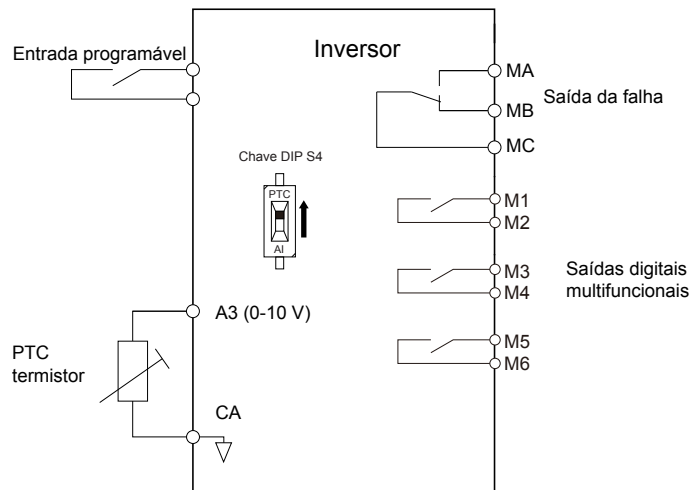 Entrada programável
Inversor
MA
MB
Saída da falha
MC
Chave DIP S4
PTC
AI
M1
M2
M3
M4
Saídas digitais
multifuncionais
M5
M6
A3 (0-10 V)
PTC
termistor
CA